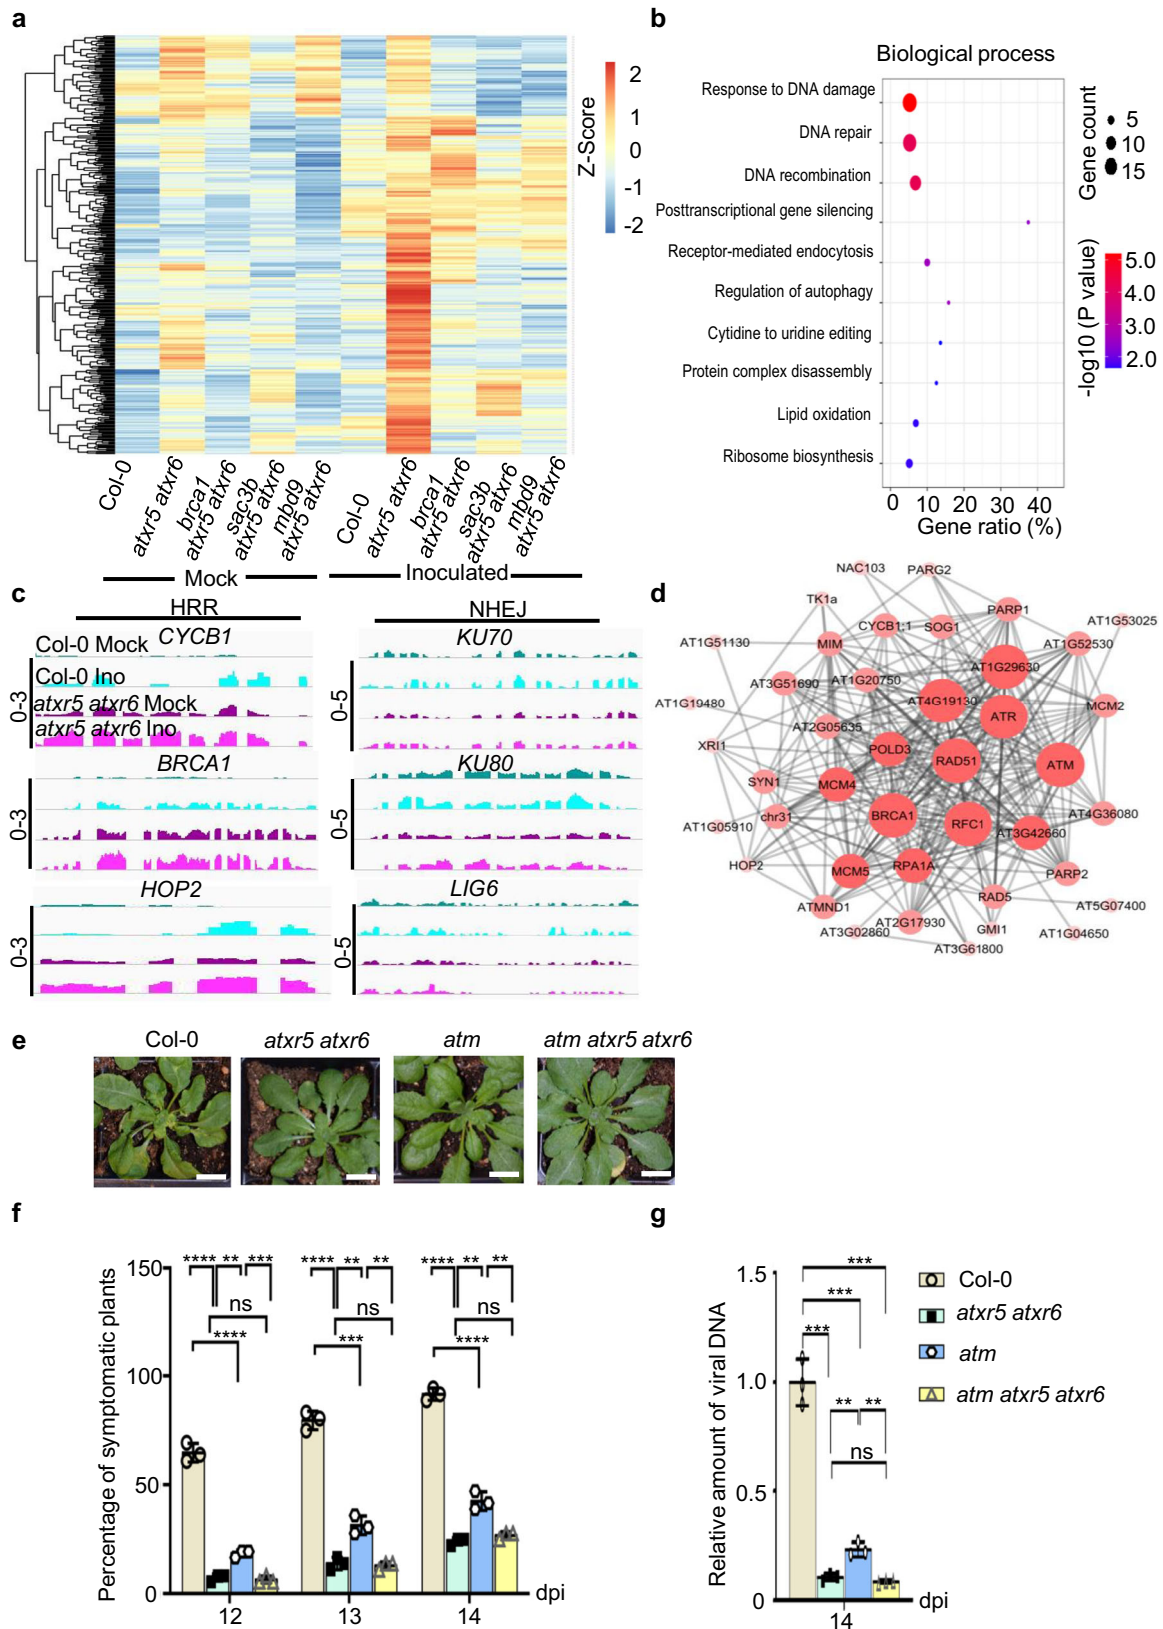 a
2
1
0
-1
-2
Z-Score
Col-0
atxr5 atxr6
brca1
atxr5 atxr6
sac3b
atxr5 atxr6
mbd9
atxr5 atxr6
Col-0
atxr5 atxr6
brca1
atxr5 atxr6
sac3b
atxr5 atxr6
mbd9
atxr5 atxr6
Mock
Inoculated
b
Biological process
Response to DNA damage
DNA repair
DNA recombination
Posttranscriptional gene silencing
Receptor-mediated endocytosis
Regulation of autophagy
Cytidine to uridine editing
Protein complex disassembly
Lipid oxidation
Ribosome biosynthesis
0 10 20 30 40
Gene ratio (%)
Gene count
5
10
15
-log10 (P value)
5.0
4.0
3.0
2.0
c
HRR
NHEJ
CYCB1
Col-0 Mock
Col-0 Ino
atxr5 atxr6 Mock
atxr5 atxr6 Ino
0-3
KU70
0-5
BRCA1
0-3
KU80
0-5
HOP2
0-3
LIG6
0-5
d
NAC103
PARG2
TK1a
CYCB1;1
SOG1
PARP1
AT1G53025
AT1G51130
MIM
AT1G52530
AT1G29630
AT3G51690
AT1G20750
AT1G19480
AT4G19130
ATR
MCM2
AT2G05635
XRI1
POLD3
RAD51
ATM
SYN1
MCM4
AT1G05910
chr31
BRCA1
RFC1
AT3G42660
AT4G36080
HOP2
MCM5
RPA1A
PARP2
ATMND1
RAD5
AT5G07400
AT2G17930
AT3G02860
GMI1
AT1G04650
AT3G61800
e
Col-0
atxr5 atxr6
atm
atm atxr5 atxr6
f
Percentage of symptomatic plants
150
100
50
0
**** ** ***
ns
****
**** ** **
ns
***
**** ** **
ns
****
12 13 14
dpi
g
Relative amount of viral DNA
1.5
1.0
0.5
0
***
***
***
** **
ns
14
dpi
Col-0
atxr5 atxr6
atm
atm atxr5 atxr6